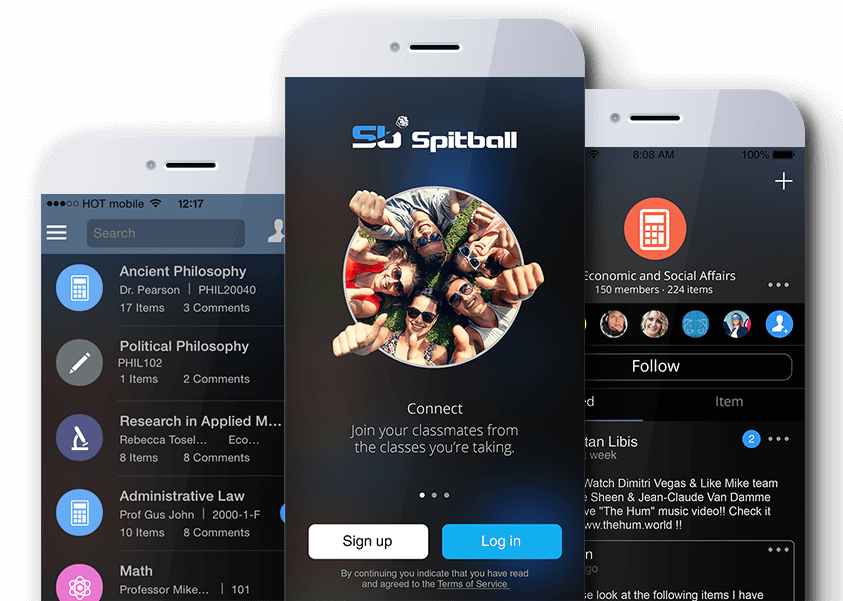 HOT mobile 12:17
Search
Ancient Philosophy
Dr. Pearson | PHIL20040
17 Items 3 Comments
Political Philosophy
PHIL102
1 Items 2 Comments
Research in Applied M...
Rebecca Tosel... Eco...
8 Items 8 Comments
Administrative Law
Prof Gus John | 2000-1-F
10 Items 8 Comments
Math
Professor Mike... | 101
Sb Spitball
Connect
Join your classmates from
the classes you're taking.
Sign up
Log in
By continuing you indicate that you have read
and agreed to the Terms of Service
8:08 AM 100%
Economic and Social Affairs
150 members · 224 items
Follow
Item
Libis
2
week
Watch Dimitri Vegas & Like Mike team
Sheen & Jean-Claude Van Damme
"The Hum" music video!! Check it
www.thehum.world !!
look at the following items I have